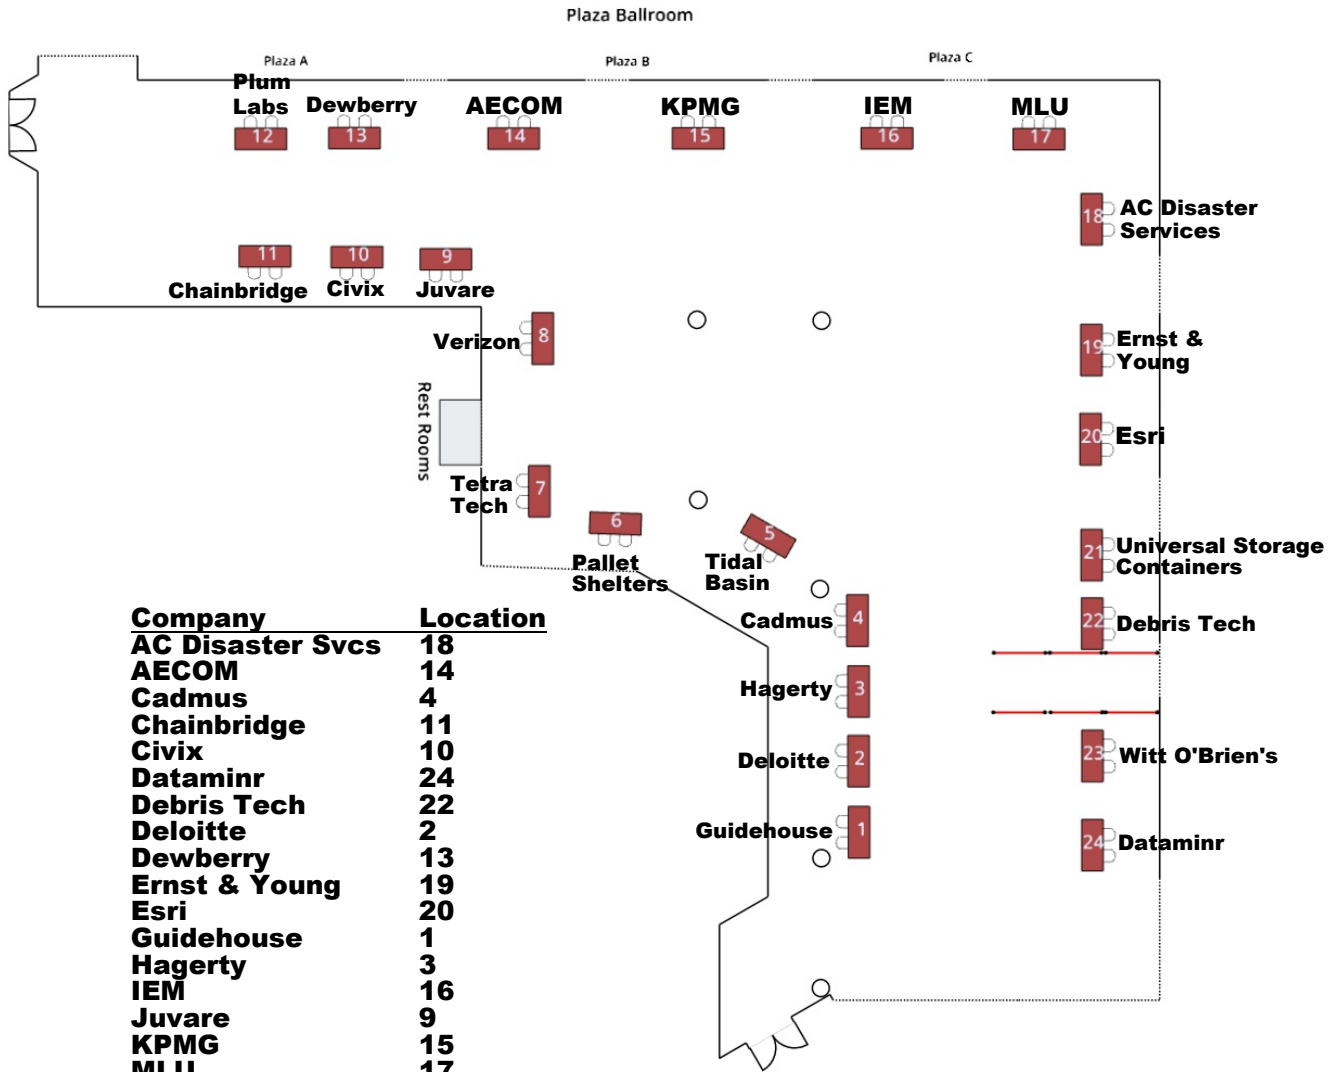 Plaza Ballroom
Plaza A
Plaza B
Plaza C
Plum
Labs
Dewberry
AECOM
KPMG
IEM
MLU
12
13
14
15
16
17
18
AC Disaster
Services
11
10
9
Chainbridge
Civix
Juvare
Verizon
8
19
Ernst &
Young
Rest Rooms
20
Esri
Tetra
Tech
7
6
Pallet
Shelters
5
Tidal
Basin
21
Universal Storage
Containers
Cadmus
4
22
Debris Tech
Hagerty
3
Deloitte
2
23
Witt O'Brien's
Guidehouse
1
24
Dataminr
Company Location
AC Disaster Svcs 18
AECOM 14
Cadmus 4
Chainbridge 11
Civix 10
Dataminr 24
Debris Tech 22
Deloitte 2
Dewberry 13
Ernst & Young 19
Esri 20
Guidehouse 1
Hagerty 3
IEM 16
Juvare 9
KPMG 15
MLU 17